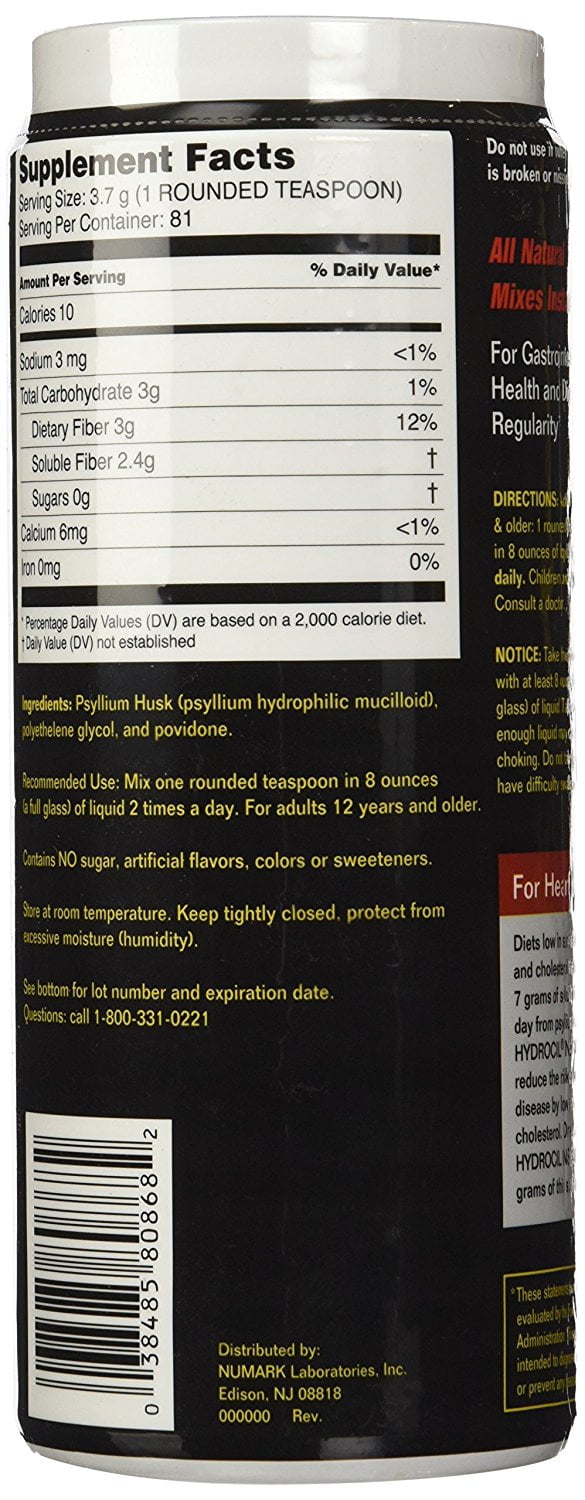 Supplement Facts
Serving Size: 3.7 g (1 ROUNDED TEASPOON)
Serving Per Container: 81
Amount Per Serving % Daily Value*
Calories 10
Sodium 3 mg <1%
Total Carbohydrate 3g 1%
Dietary Fiber 3g 12%
Soluble Fiber 2.4g †
Sugars 0g †
Calcium 6mg <1%
Iron 0mg 0%
* Percentage Daily Values (DV) are based on a 2,000 calorie diet.
† Daily Value (DV) not established
Ingredients: Psyllium Husk (psyllium hydrophilic mucilloid),
polyethelene glycol, and povidone.
Recommended Use: Mix one rounded teaspoon in 8 ounces
(a full glass) of liquid 2 times a day. For adults 12 years and older.
Contains NO sugar, artificial flavors, colors or sweeteners.
Store at room temperature. Keep tightly closed, protect from
excessive moisture (humidity).
See bottom for lot number and expiration date.
Questions: call 1-800-331-0221
0 38485 80868 2
Distributed by:
NUMARK Laboratories, Inc.
Edison, NJ 08818
000000 Rev.
Do not use if
is broken or
All Natural
Mixes
For
Health and
Regularity
DIRECTIONS:
& older: 1
in 8 ounces of
daily. Children
Consult a doctor
NOTICE: Take
with at least 8
glass) of liquid
enough liquid
choking. Do
have difficulty
For
Diets low in
and
7 grams of
day from
HYDROCIL®
reduce the
disease by
cholesterol.
HYDROCIL
grams of
* These
evaluated by
Administration
intended to
or prevent any